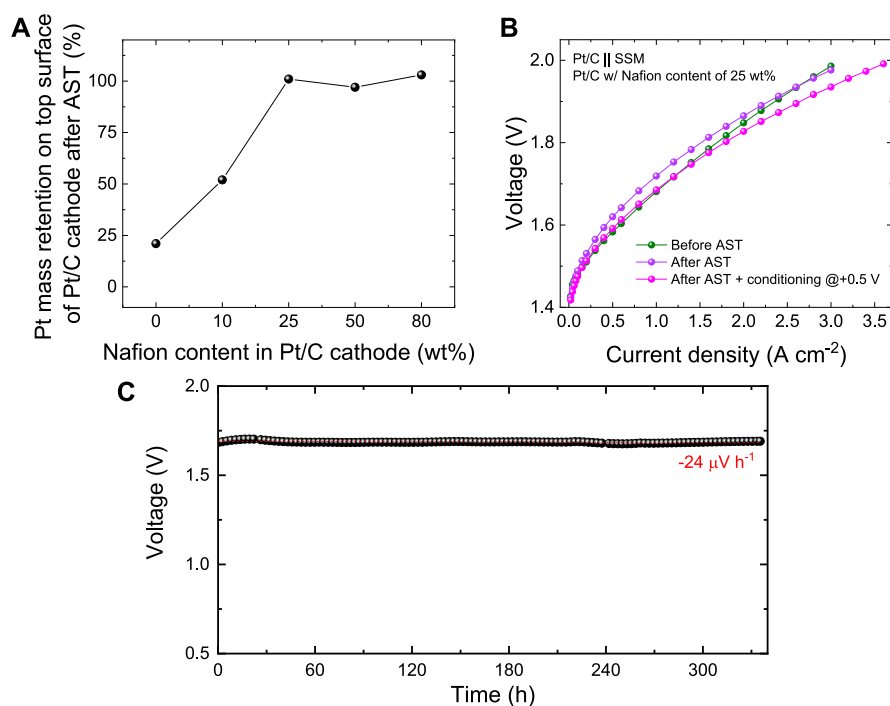 A
Pt mass retention on top surface
of Pt/C cathode after AST (%)
100
75
50
25
0
0 10 25 50 80
Nafion content in Pt/C cathode (wt%)
B
Pt/C || SSM
Pt/C w/ Nafion content of 25 wt%
Voltage (V)
2.0
1.8
1.6
1.4
Before AST
After AST
After AST + conditioning @+0.5 V
0.0 0.5 1.0 1.5 2.0 2.5 3.0 3.5
Current density (A cm⁻²)
C
Voltage (V)
2.0
1.5
1.0
0.5
-24 μV h⁻¹
0 60 120 180 240 300
Time (h)